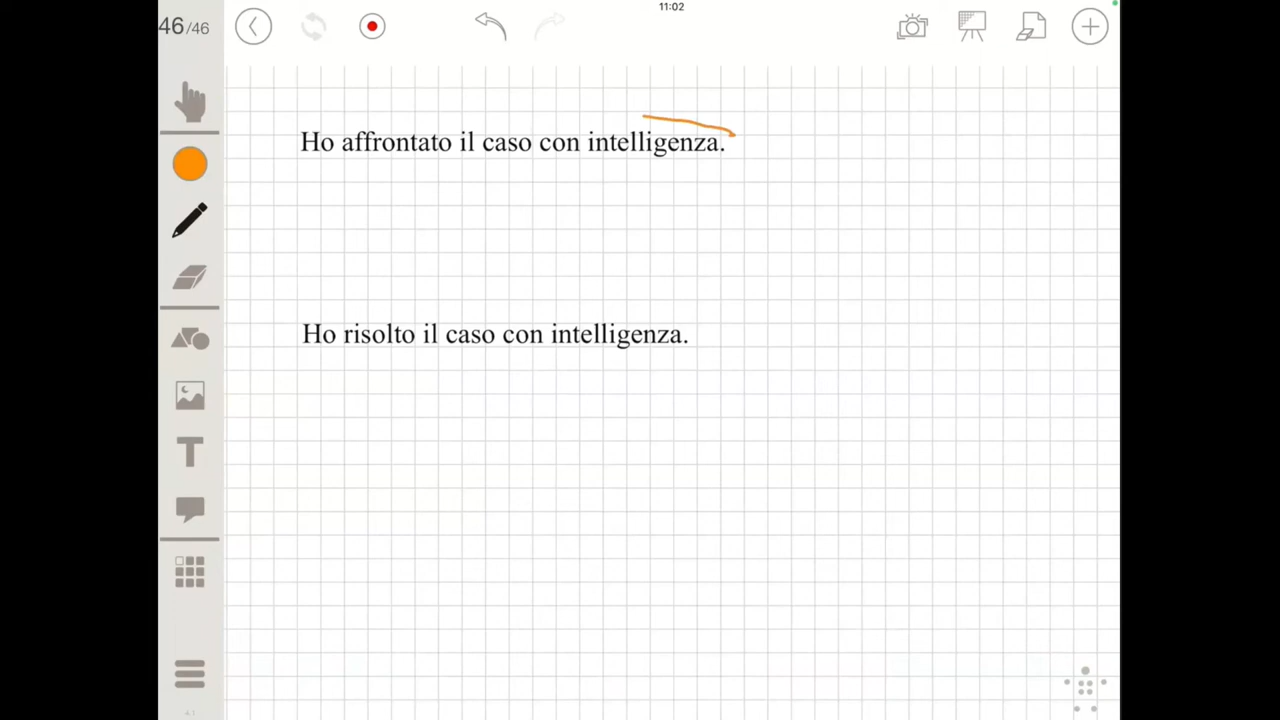 11:02
46/46
Ho affrontato il caso con intelligenza.
Ho risolto il caso con intelligenza.
T